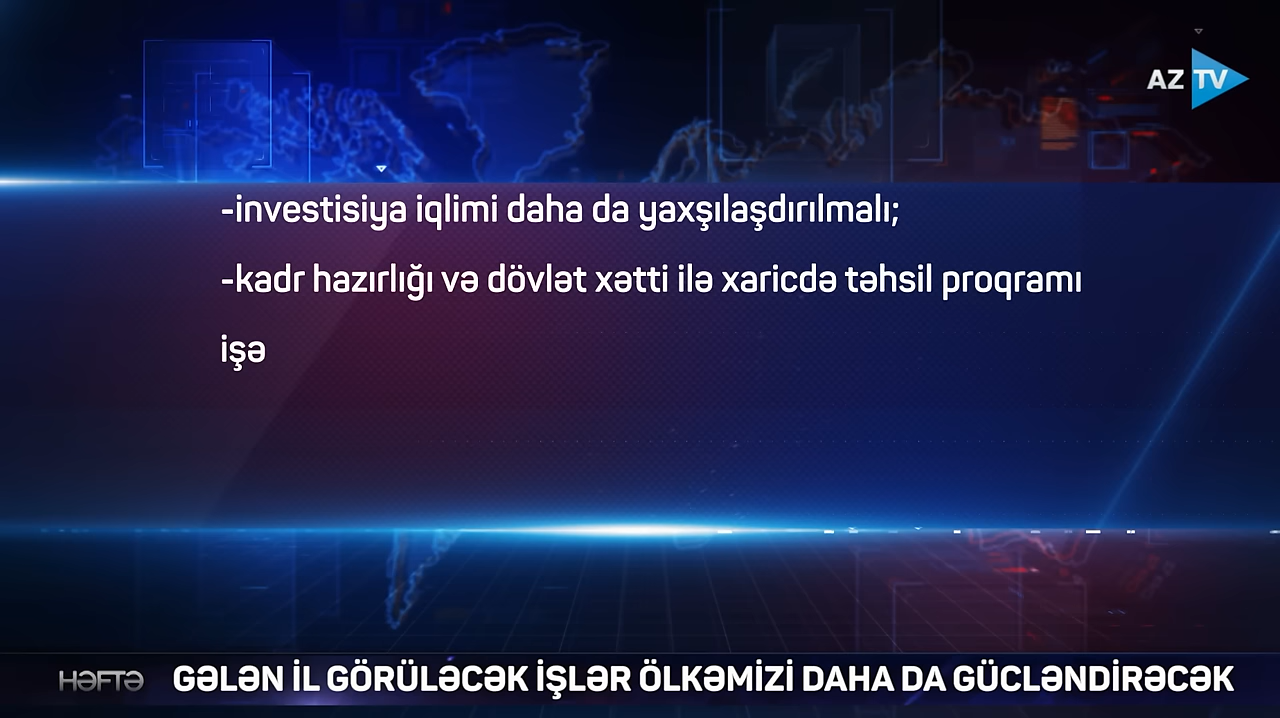 AZ TV
-investisiya iqlimi daha da yaxşılaşdırılmalı;
-kadr hazırlığı və dövlət xətti ilə xaricdə təhsil proqramı
işə
HƏFTƏ
GƏLƏN İL GÖRÜLƏCƏK İŞLƏR ÖLKƏMİZİ DAHA DA GÜCLƏNDİRƏCƏK